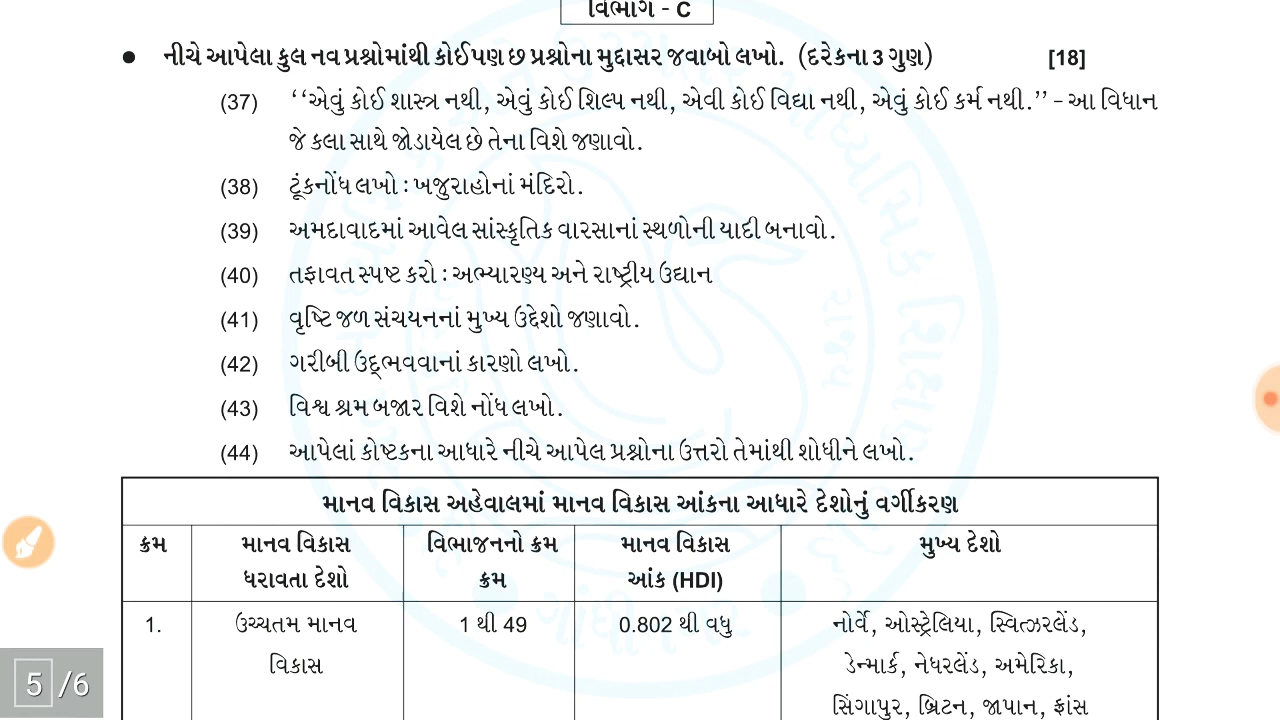 વિભાગ - C
● નીચે આપેલા કુલ નવ પ્રશ્નોમાંથી કોઈપણ છ પ્રશ્નોના મુદ્દાસર જવાબો લખો. (દરેકના 3 ગુણ) [18]
(37) ‘‘એવું કોઈ શાસ્ત્ર નથી, એવું કોઈ શિલ્પ નથી, એવી કોઈ વિદ્યા નથી, એવું કોઈ કર્મ નથી.’’ – આ વિધાન
જે કલા સાથે જોડાયેલ છે તેના વિશે જણાવો.
(38) ટૂંકનોંધ લખો : ખજુરાહોનાં મંદિરો.
(39) અમદાવાદમાં આવેલ સાંસ્કૃતિક વારસાનાં સ્થળોની યાદી બનાવો.
(40) તફાવત સ્પષ્ટ કરો : અભ્યારણ્ય અને રાષ્ટ્રીય ઉદ્યાન
(41) વૃષ્ટિ જળ સંચયનનાં મુખ્ય ઉદ્દેશો જણાવો.
(42) ગરીબી ઉદ્‌ભવવાનાં કારણો લખો.
(43) વિશ્વ શ્રમ બજાર વિશે નોંધ લખો.
(44) આપેલાં કોષ્ટકના આધારે નીચે આપેલ પ્રશ્નોના ઉત્તરો તેમાંથી શોધીને લખો.
માનવ વિકાસ અહેવાલમાં માનવ વિકાસ આંકના આધારે દેશોનું વર્ગીકરણ
ક્રમ માનવ વિકાસ વિભાજનનો ક્રમ માનવ વિકાસ મુખ્ય દેશો
ધરાવતા દેશો ક્રમ આંક (HDI)
1. ઉચ્ચતમ માનવ 1 થી 49 0.802 થી વધુ નોર્વે, ઓસ્ટ્રેલિયા, સ્વિત્ઝરલેંડ,
વિકાસ ડેન્માર્ક, નેધરલેંડ, અમેરિકા,
સિંગાપુર, બ્રિટન, જાપાન, ફ્રાંસ
5 /6